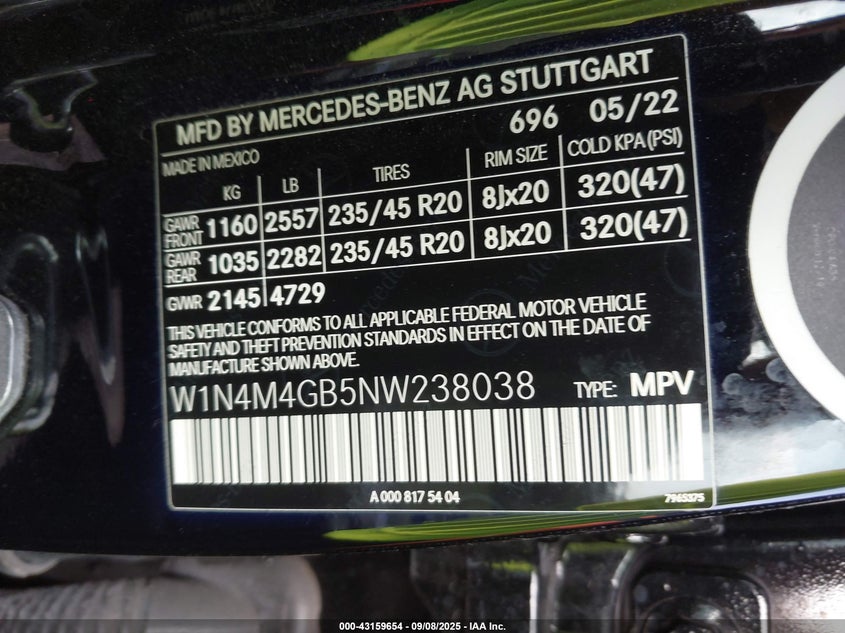 MFD BY MERCEDES-BENZ AG STUTTGART
696 05/22
MADE IN MEXICO
KG LB TIRES RIM SIZE COLD KPA (PSI)
GAWR FRONT 1160 2557 235/45 R20 8Jx20 320(47)
GAWR REAR 1035 2282 235/45 R20 8Jx20 320(47)
GVWR 2145 4729
THIS VEHICLE CONFORMS TO ALL APPLICABLE FEDERAL MOTOR VEHICLE
SAFETY AND THEFT PREVENTION STANDARDS IN EFFECT ON THE DATE OF
MANUFACTURE SHOWN ABOVE.
W1N4M4GB5NW238038 TYPE: MPV
A 000 817 54 04 7965375
000-43159654 - 09/08/2025 - IAA Inc.